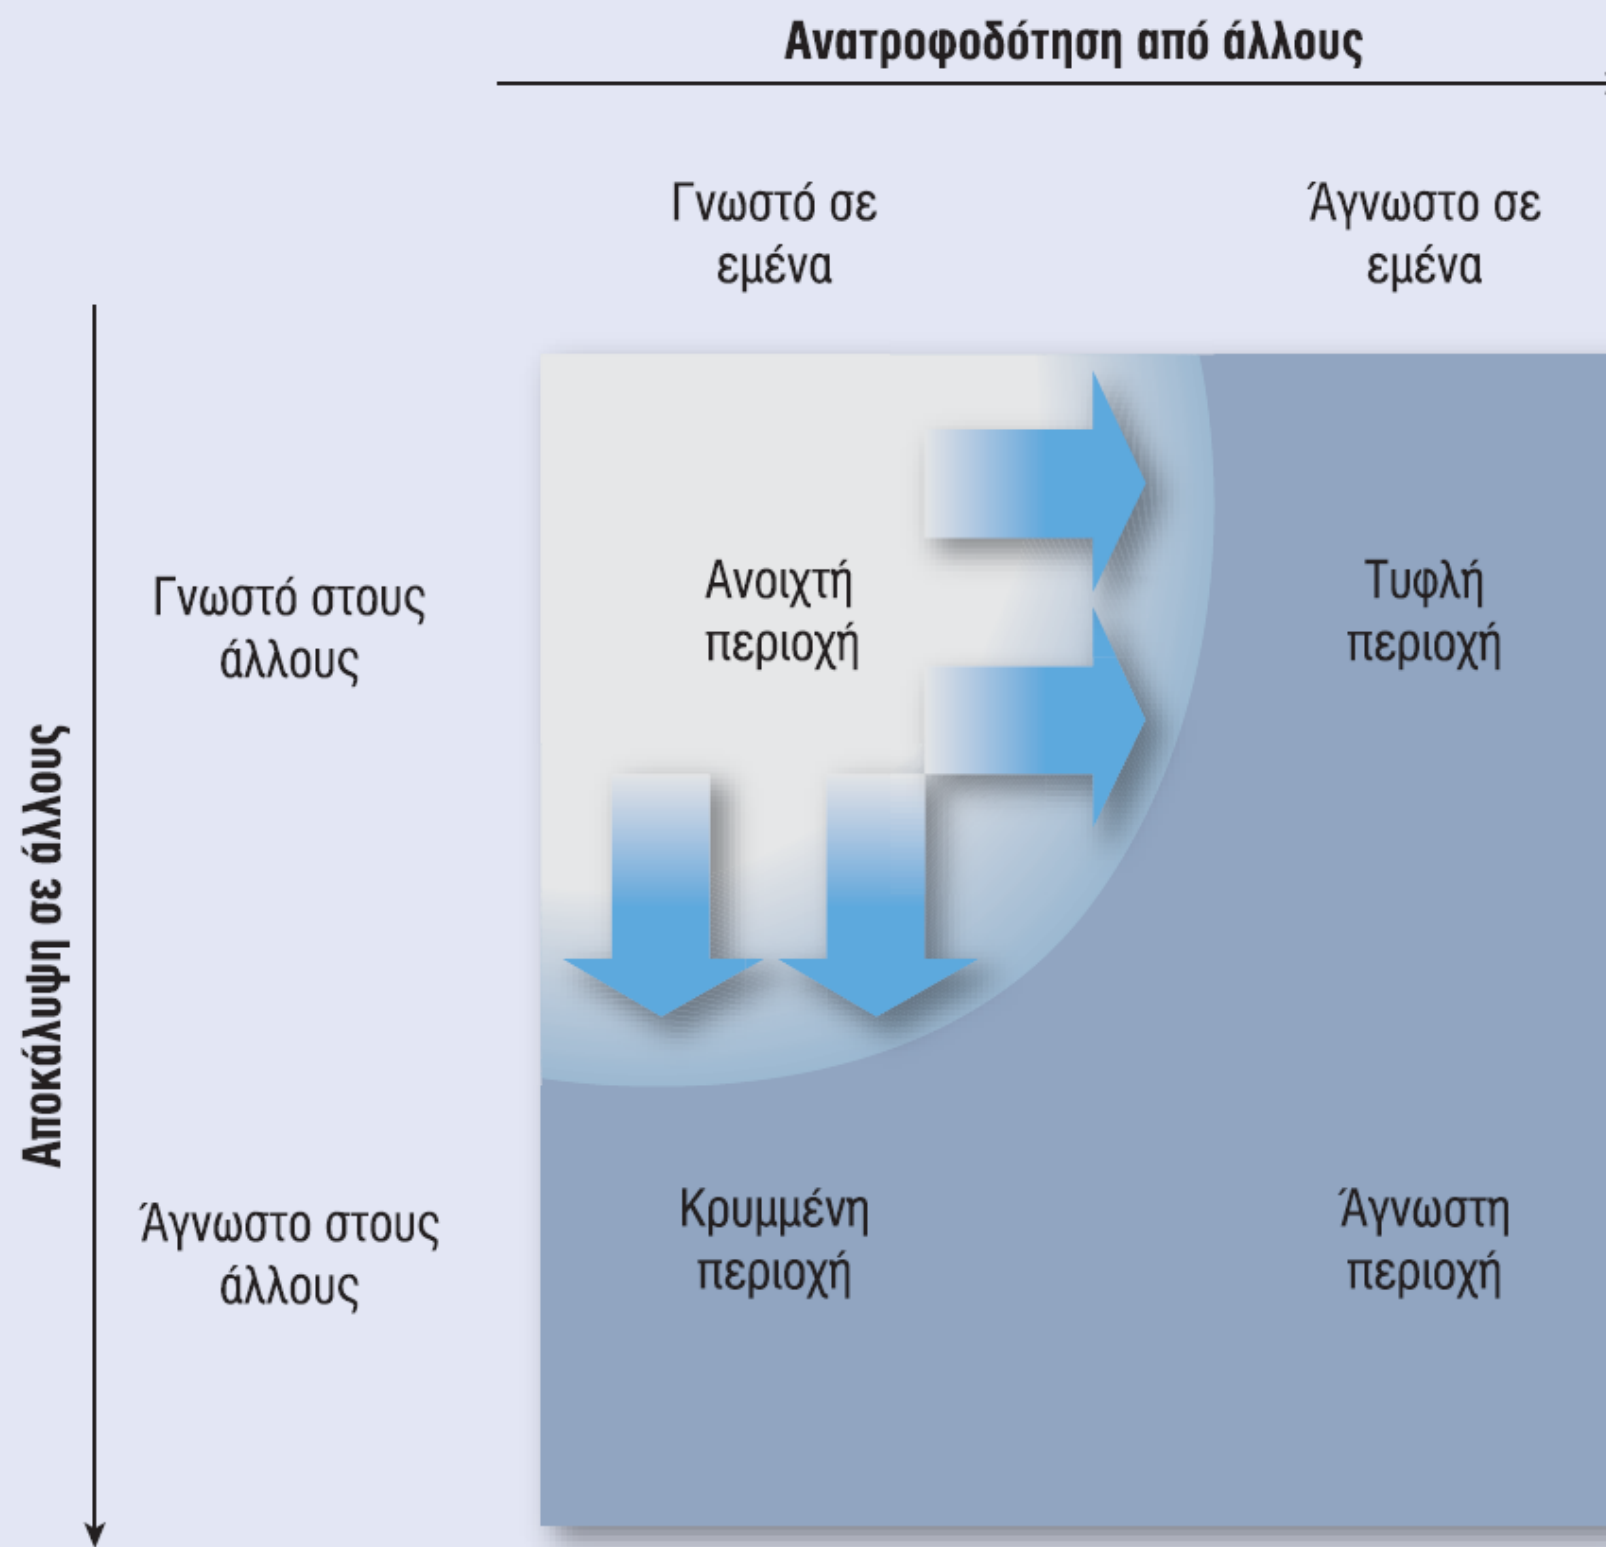 Ανατροφοδότηση από άλλους
Γνωστό σε
εμένα
Άγνωστο σε
εμένα
Αποκάλυψη σε άλλους
Γνωστό στους
άλλους
Ανοιχτή
περιοχή
Τυφλή
περιοχή
Άγνωστο στους
άλλους
Κρυμμένη
περιοχή
Άγνωστη
περιοχή